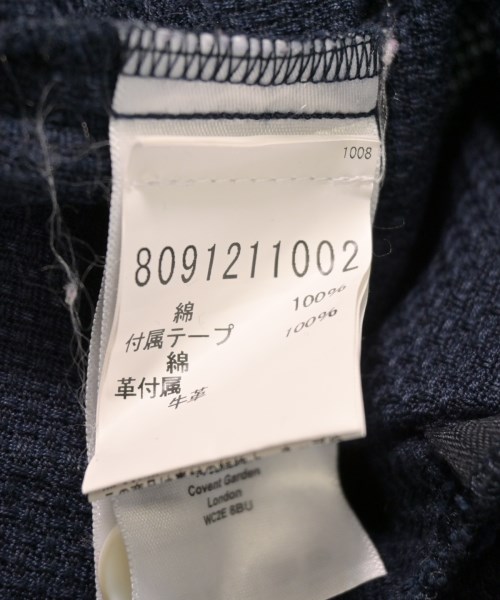 1008
8091211002
綿 100%
付属テープ
綿 100%
革付属
牛革
Covent Garden
London
WC2E 8BU